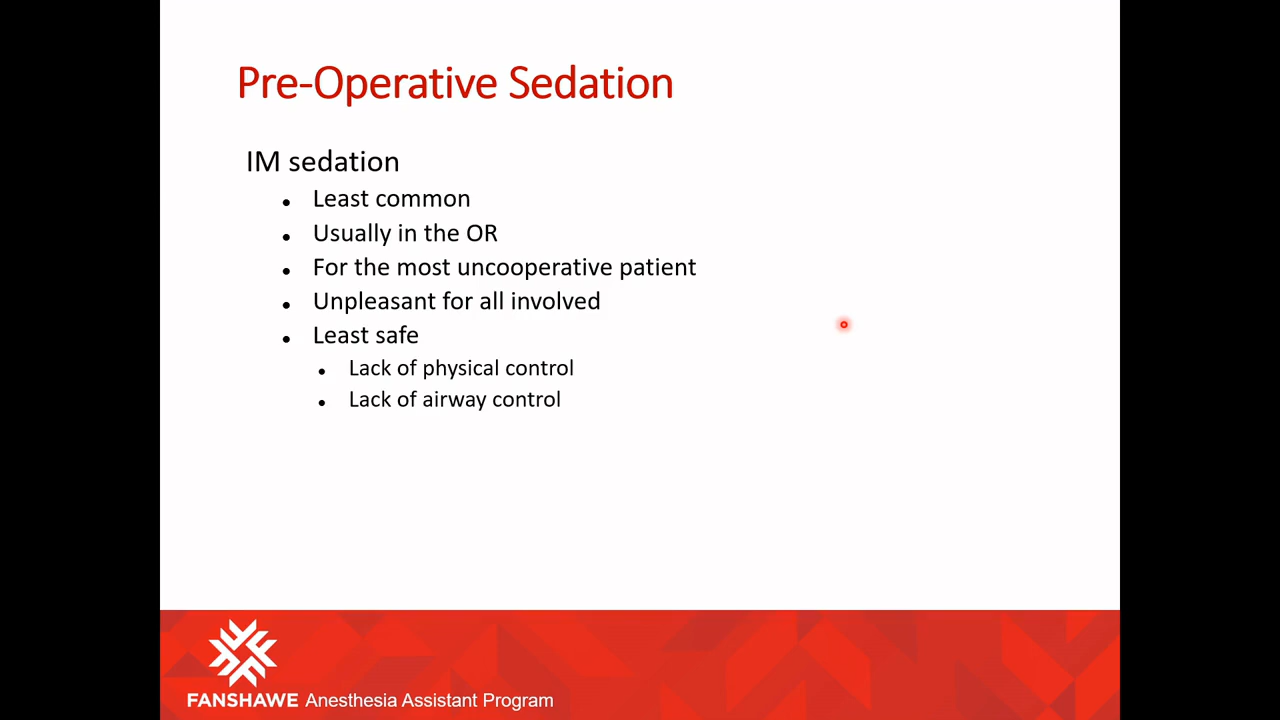 Pre-Operative Sedation
IM sedation
• Least common
• Usually in the OR
• For the most uncooperative patient
• Unpleasant for all involved
• Least safe
• Lack of physical control
• Lack of airway control
FANSHAWE Anesthesia Assistant Program